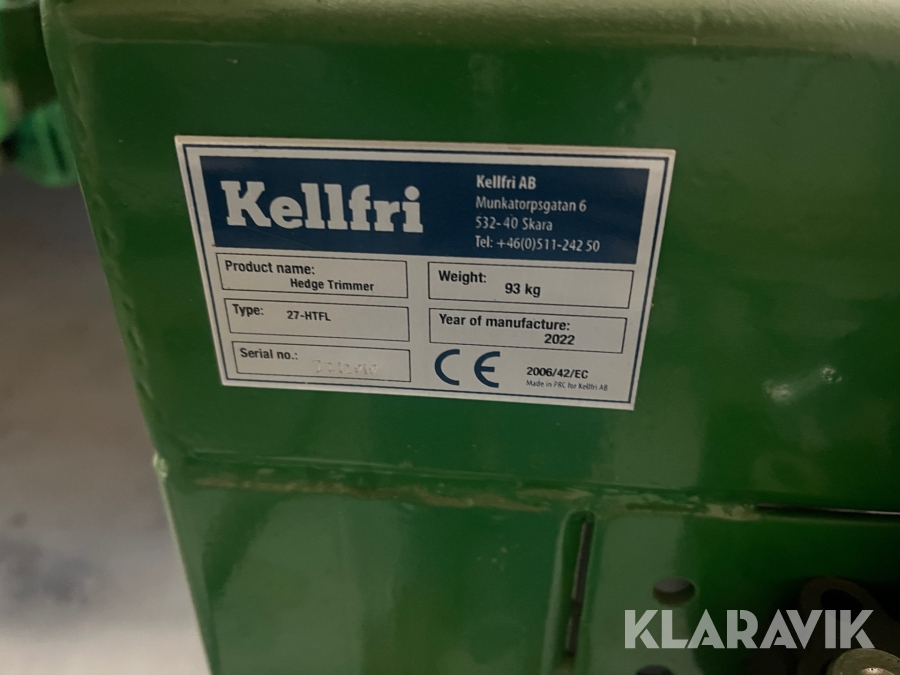 Kellfri
Kellfri AB
Munkatorpsgatan 6
532-40 Skara
Tel: +46(0)511-242 50
Product name:
Hedge Trimmer
Type: 27-HTFL
Serial no.:
Weight: 93 kg
Year of manufacture:
2022
CE
2006/42/EC
Made in PRC for Kellfri AB
KLARAVIK